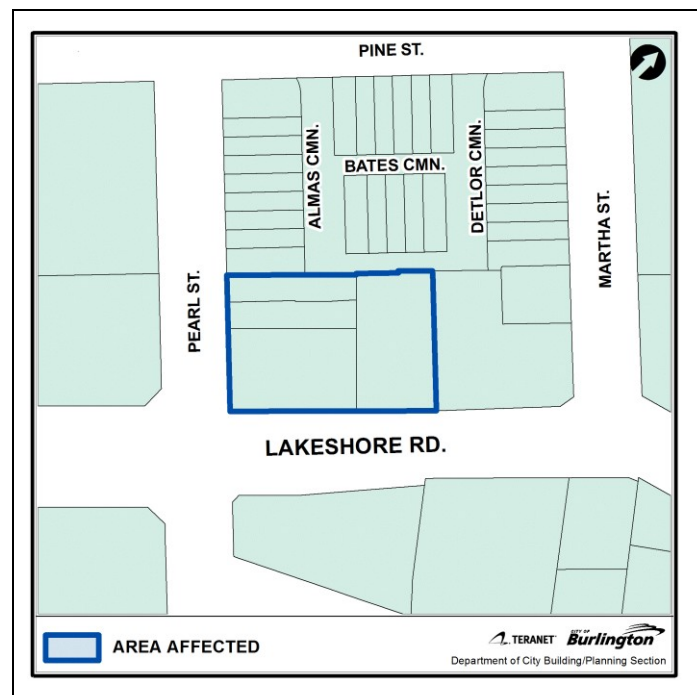 PINE ST.
ALMAS CMN.
BATES CMN.
DETLOR CMN.
MARTHA ST.
PEARL ST.
LAKESHORE RD.
AREA AFFECTED
TERANET
CITY OF
Burlington
Department of City Building/Planning Section